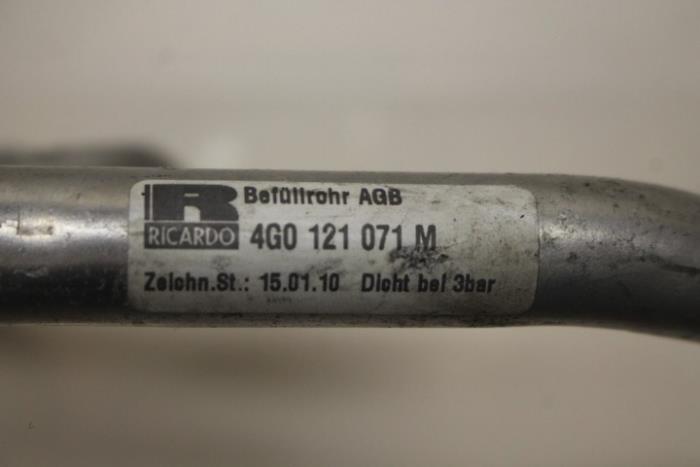 R Befüllrohr AGB
RICARDO 4G0 121 071 M
Zeichn.St.: 15.01.10 Dicht bei 3bar